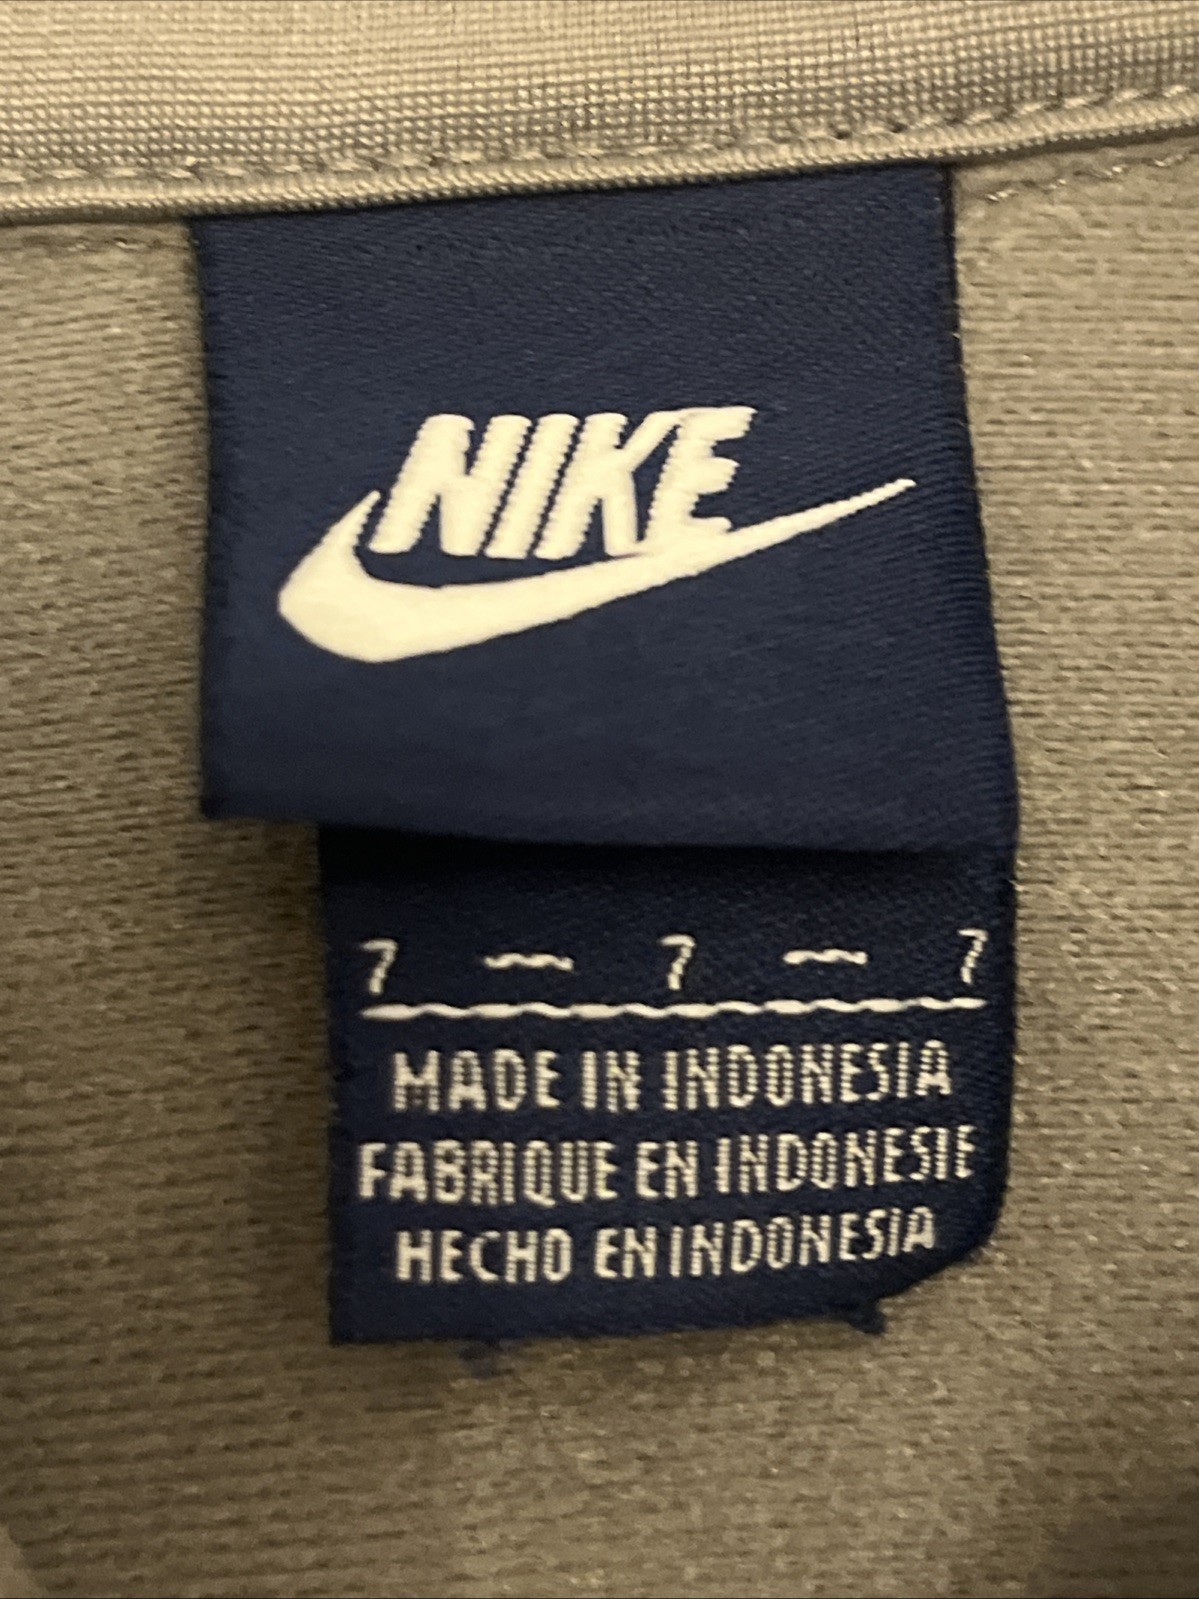 NIKE
7 – 7 – 7
MADE IN INDONESIA
FABRIQUE EN INDONESIE
HECHO EN INDONESIA